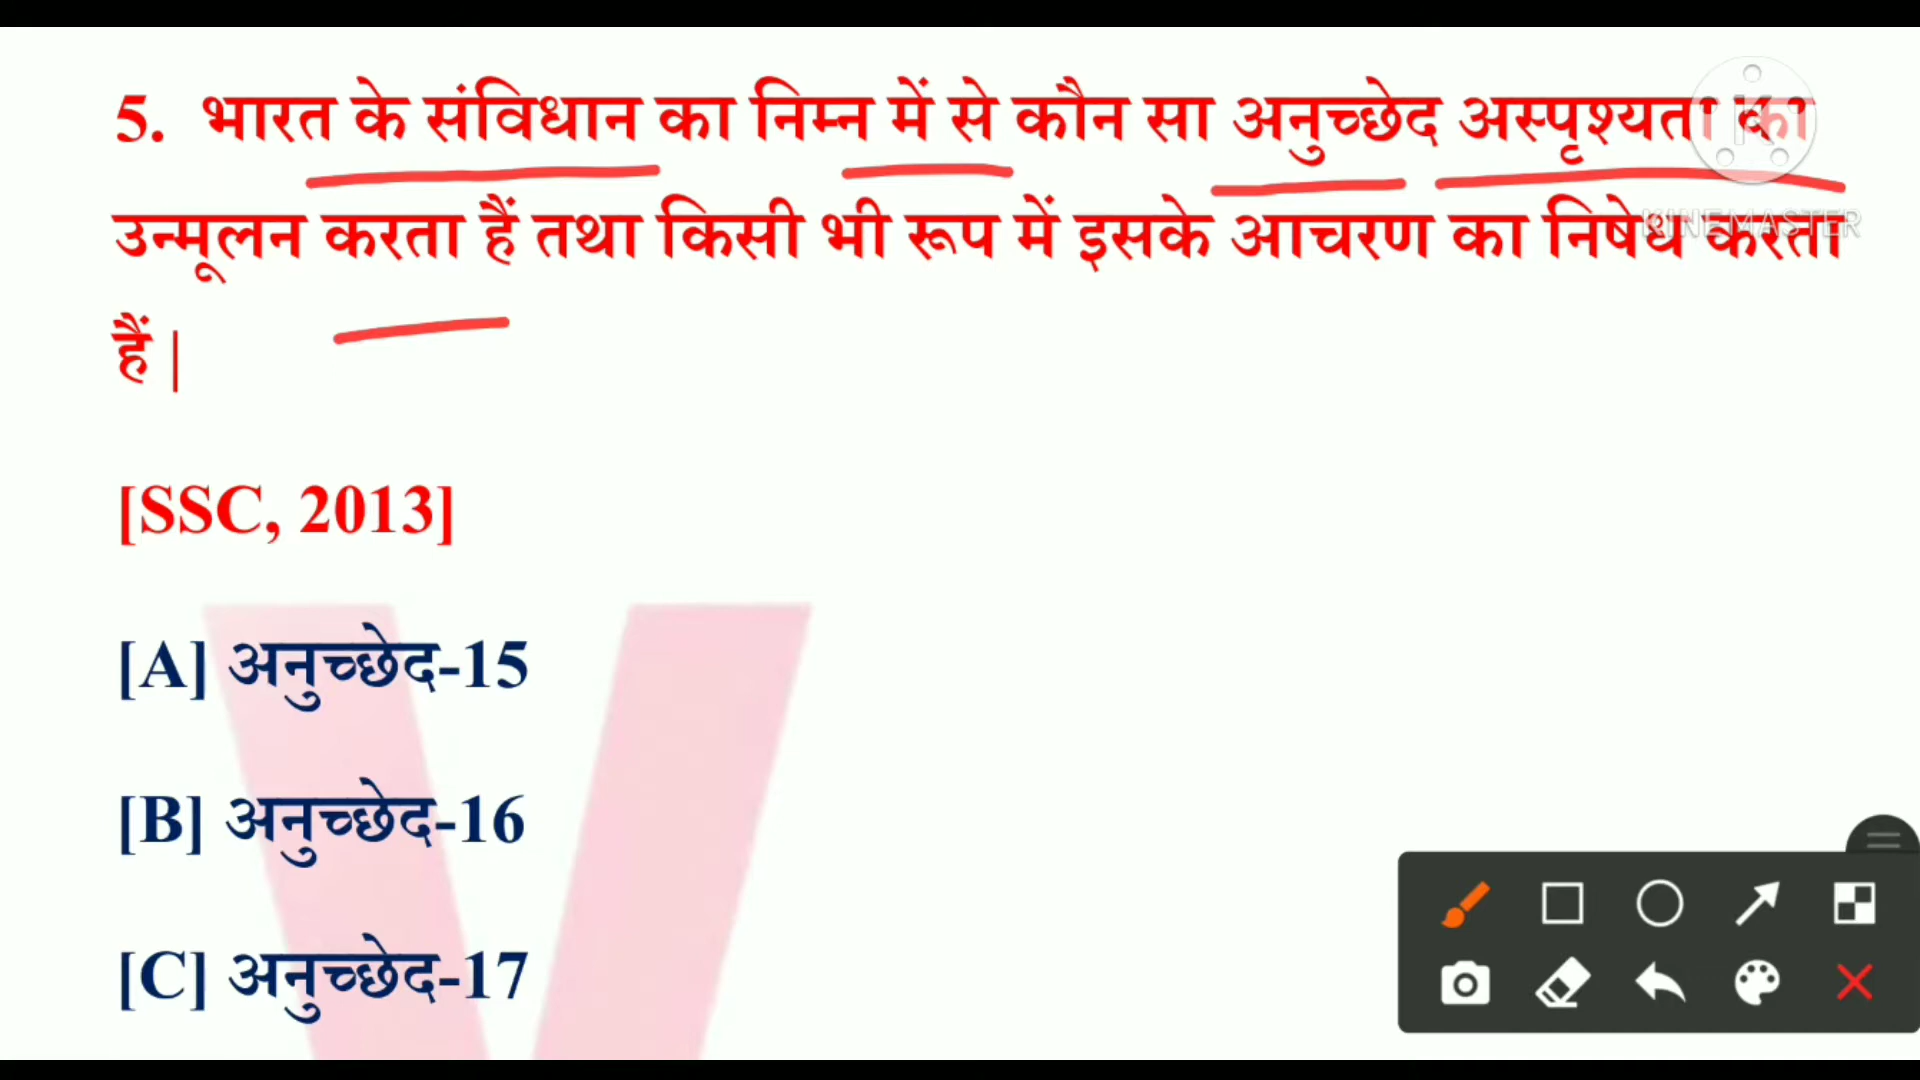 5. भारत के संविधान का निम्न में से कौन सा अनुच्छेद अस्पृश्यता का
उन्मूलन करता हैं तथा किसी भी रूप में इसके आचरण का निषेध करता
हैं |
KINEMASTER
[SSC, 2013]
[A] अनुच्छेद-15
[B] अनुच्छेद-16
[C] अनुच्छेद-17